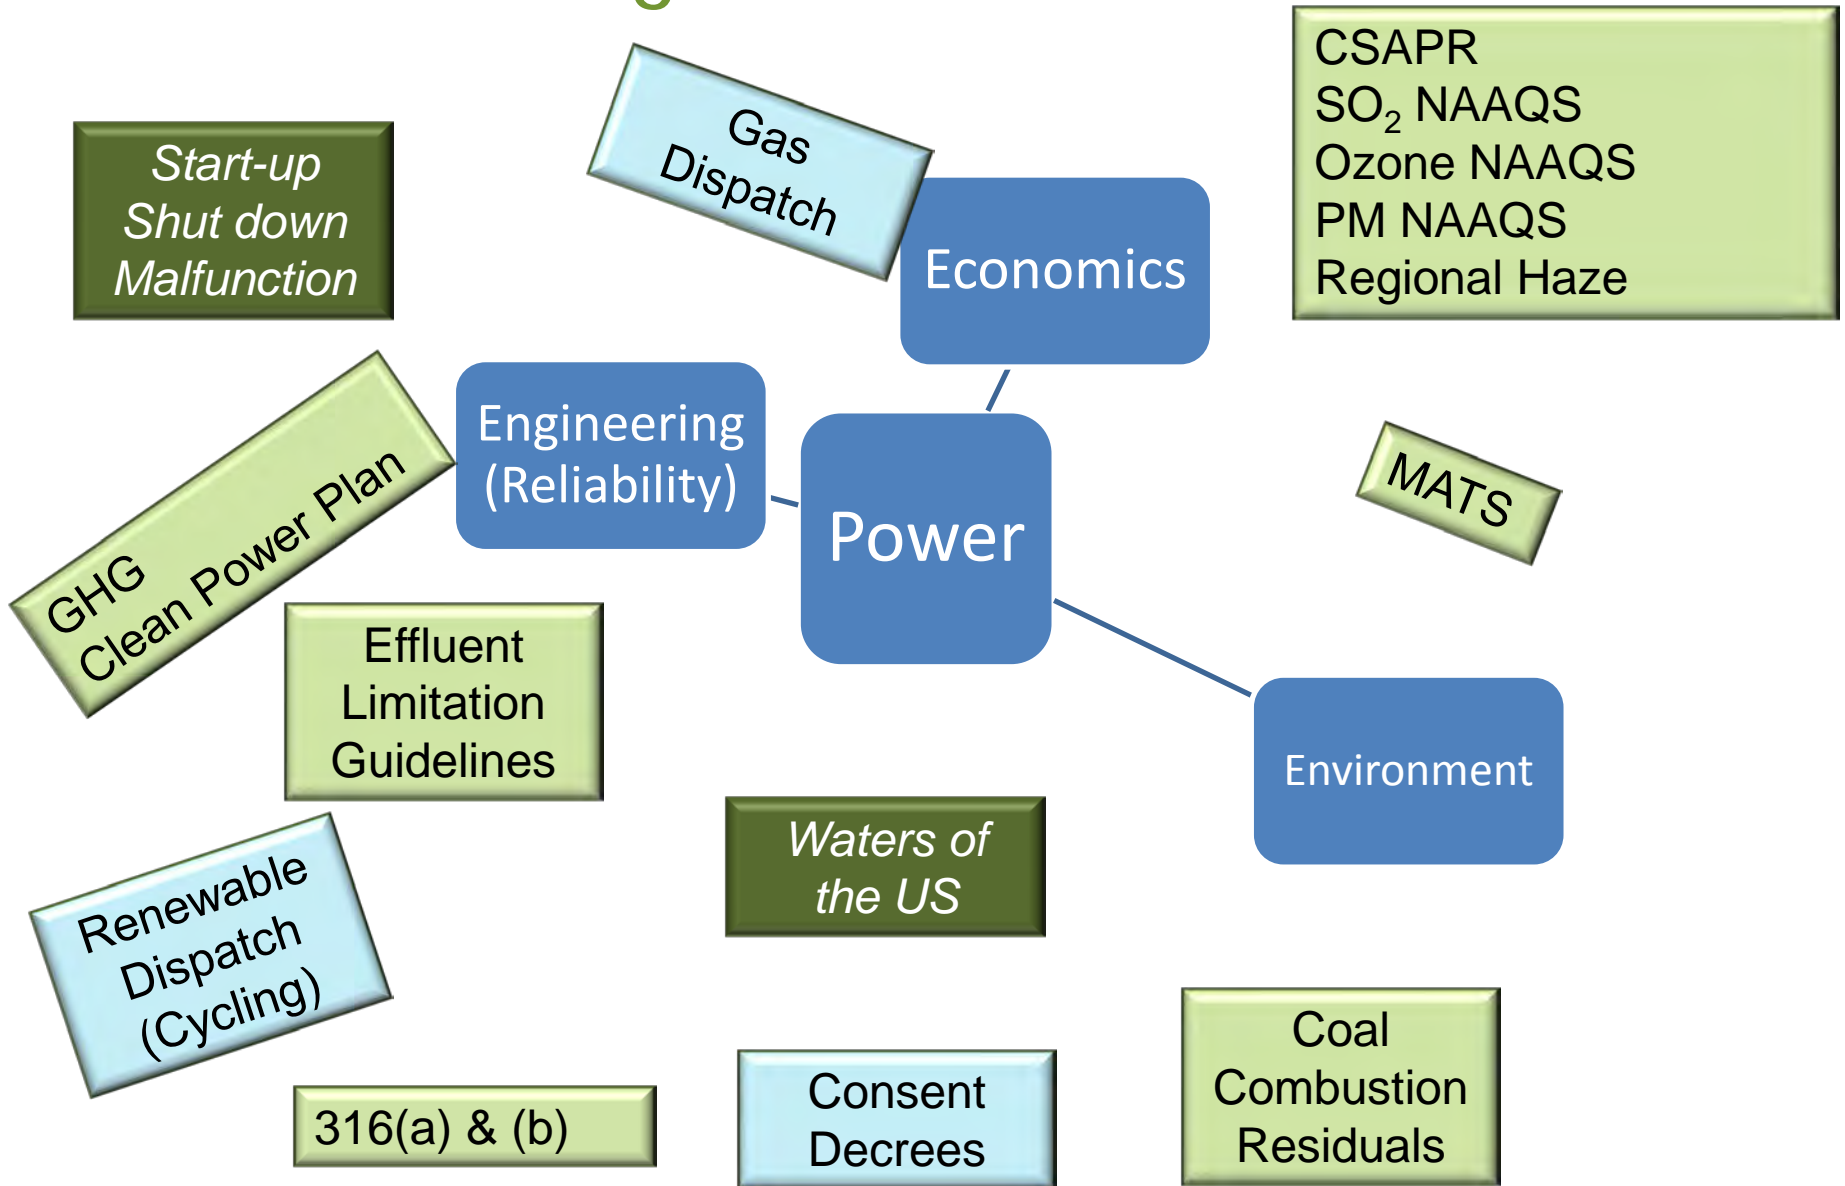 Gas
Dispatch
CSAPR
SO₂ NAAQS
Ozone NAAQS
PM NAAQS
Regional Haze
Start-up
Shut down
Malfunction
Economics
Engineering
(Reliability)
Power
MATS
GHG
Clean Power Plan
Effluent
Limitation
Guidelines
Environment
Waters of
the US
Renewable
Dispatch
(Cycling)
316(a) & (b)
Consent
Decrees
Coal
Combustion
Residuals